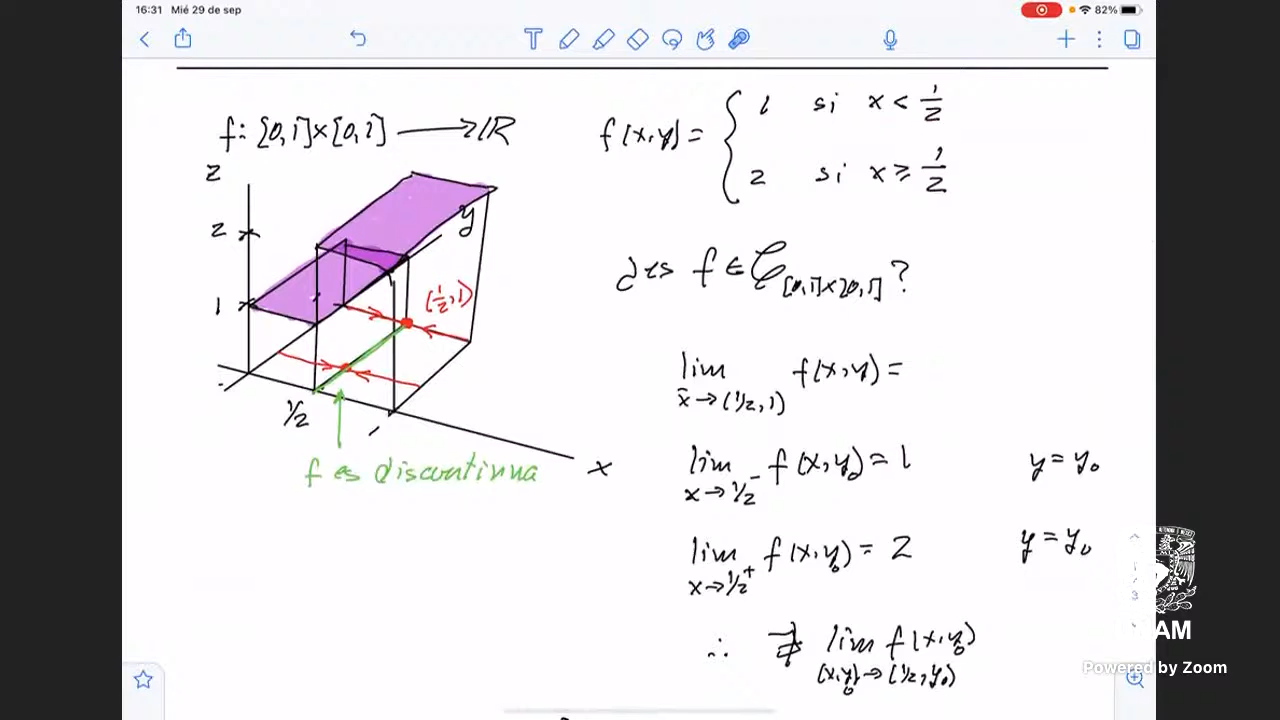 16:31 Mié 29 de sep
82%
f: [0,1]×[0,1] ⟶ ℝ
f(x,y) = { 1 si x < 1/2
2 si x ≥ 1/2
z
y
2
1
(1/2,1)
1/2
x
f es discontinua
¿es f ∈ 𝒞[0,1]×[0,1]?
lim f(x,y) =
x̄→(1/2,1)
lim f(x,y₀) = 1 y = y₀
x→1/2⁻
lim f(x,y₀) = 2 y = y₀
x→1/2⁺
∴ ∄ lim f(x,y₀)
(x,y₀)→(1/2,y₀)
Powered by Zoom